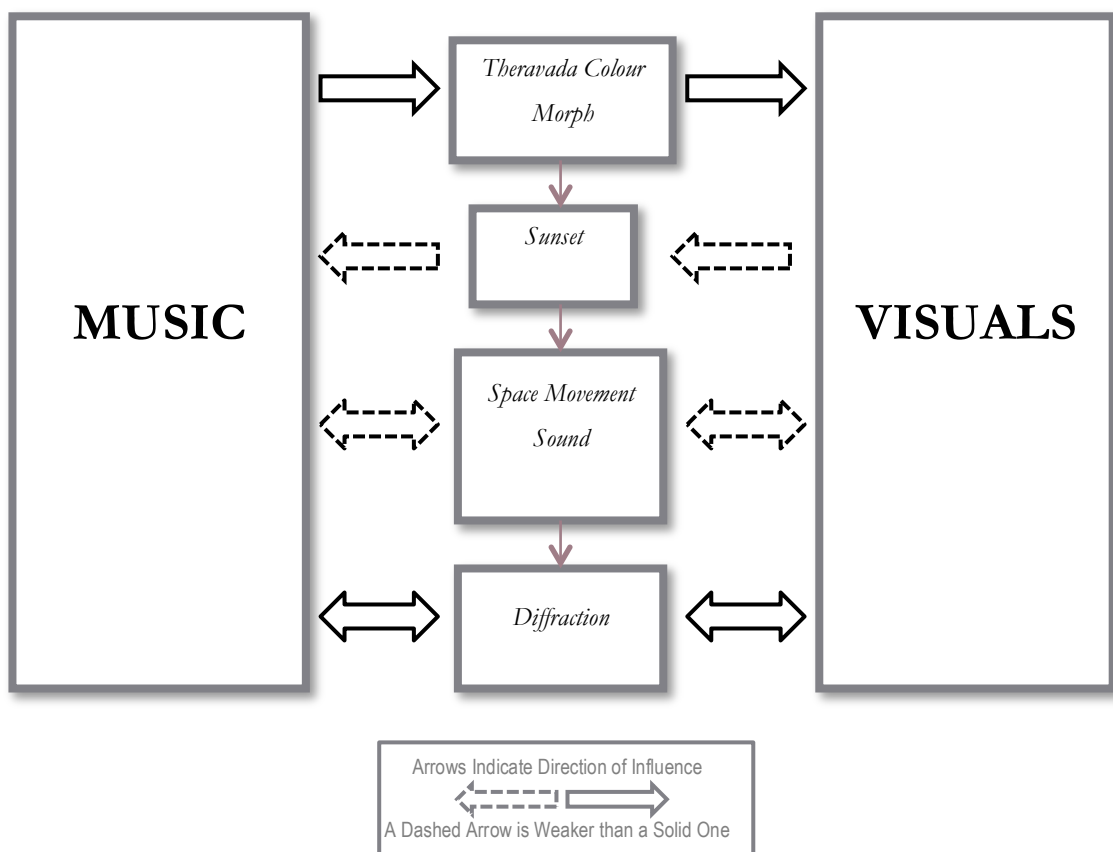 Theravada Colour
Morph
Sunset
MUSIC
VISUALS
Space Movement
Sound
Diffraction
Arrows Indicate Direction of Influence
A Dashed Arrow is Weaker than a Solid One